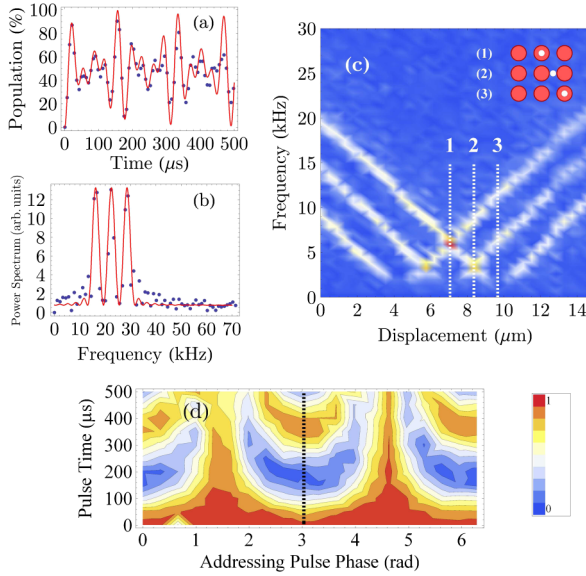 (a)
Population (%)
100
80
60
40
20
0
0 100 200 300 400 500
Time (μs)
(b)
Power Spectrum (arb. units)
12
10
8
6
4
2
0
0 10 20 30 40 50 60 70
Frequency (kHz)
(c)
Frequency (kHz)
30
25
20
15
10
5
0
(1)
(2)
(3)
1 2 3
0 2 4 6 8 10 12 14
Displacement (μm)
(d)
Pulse Time (μs)
500
400
300
200
100
0
0 1 2 3 4 5 6
Addressing Pulse Phase (rad)
1
0